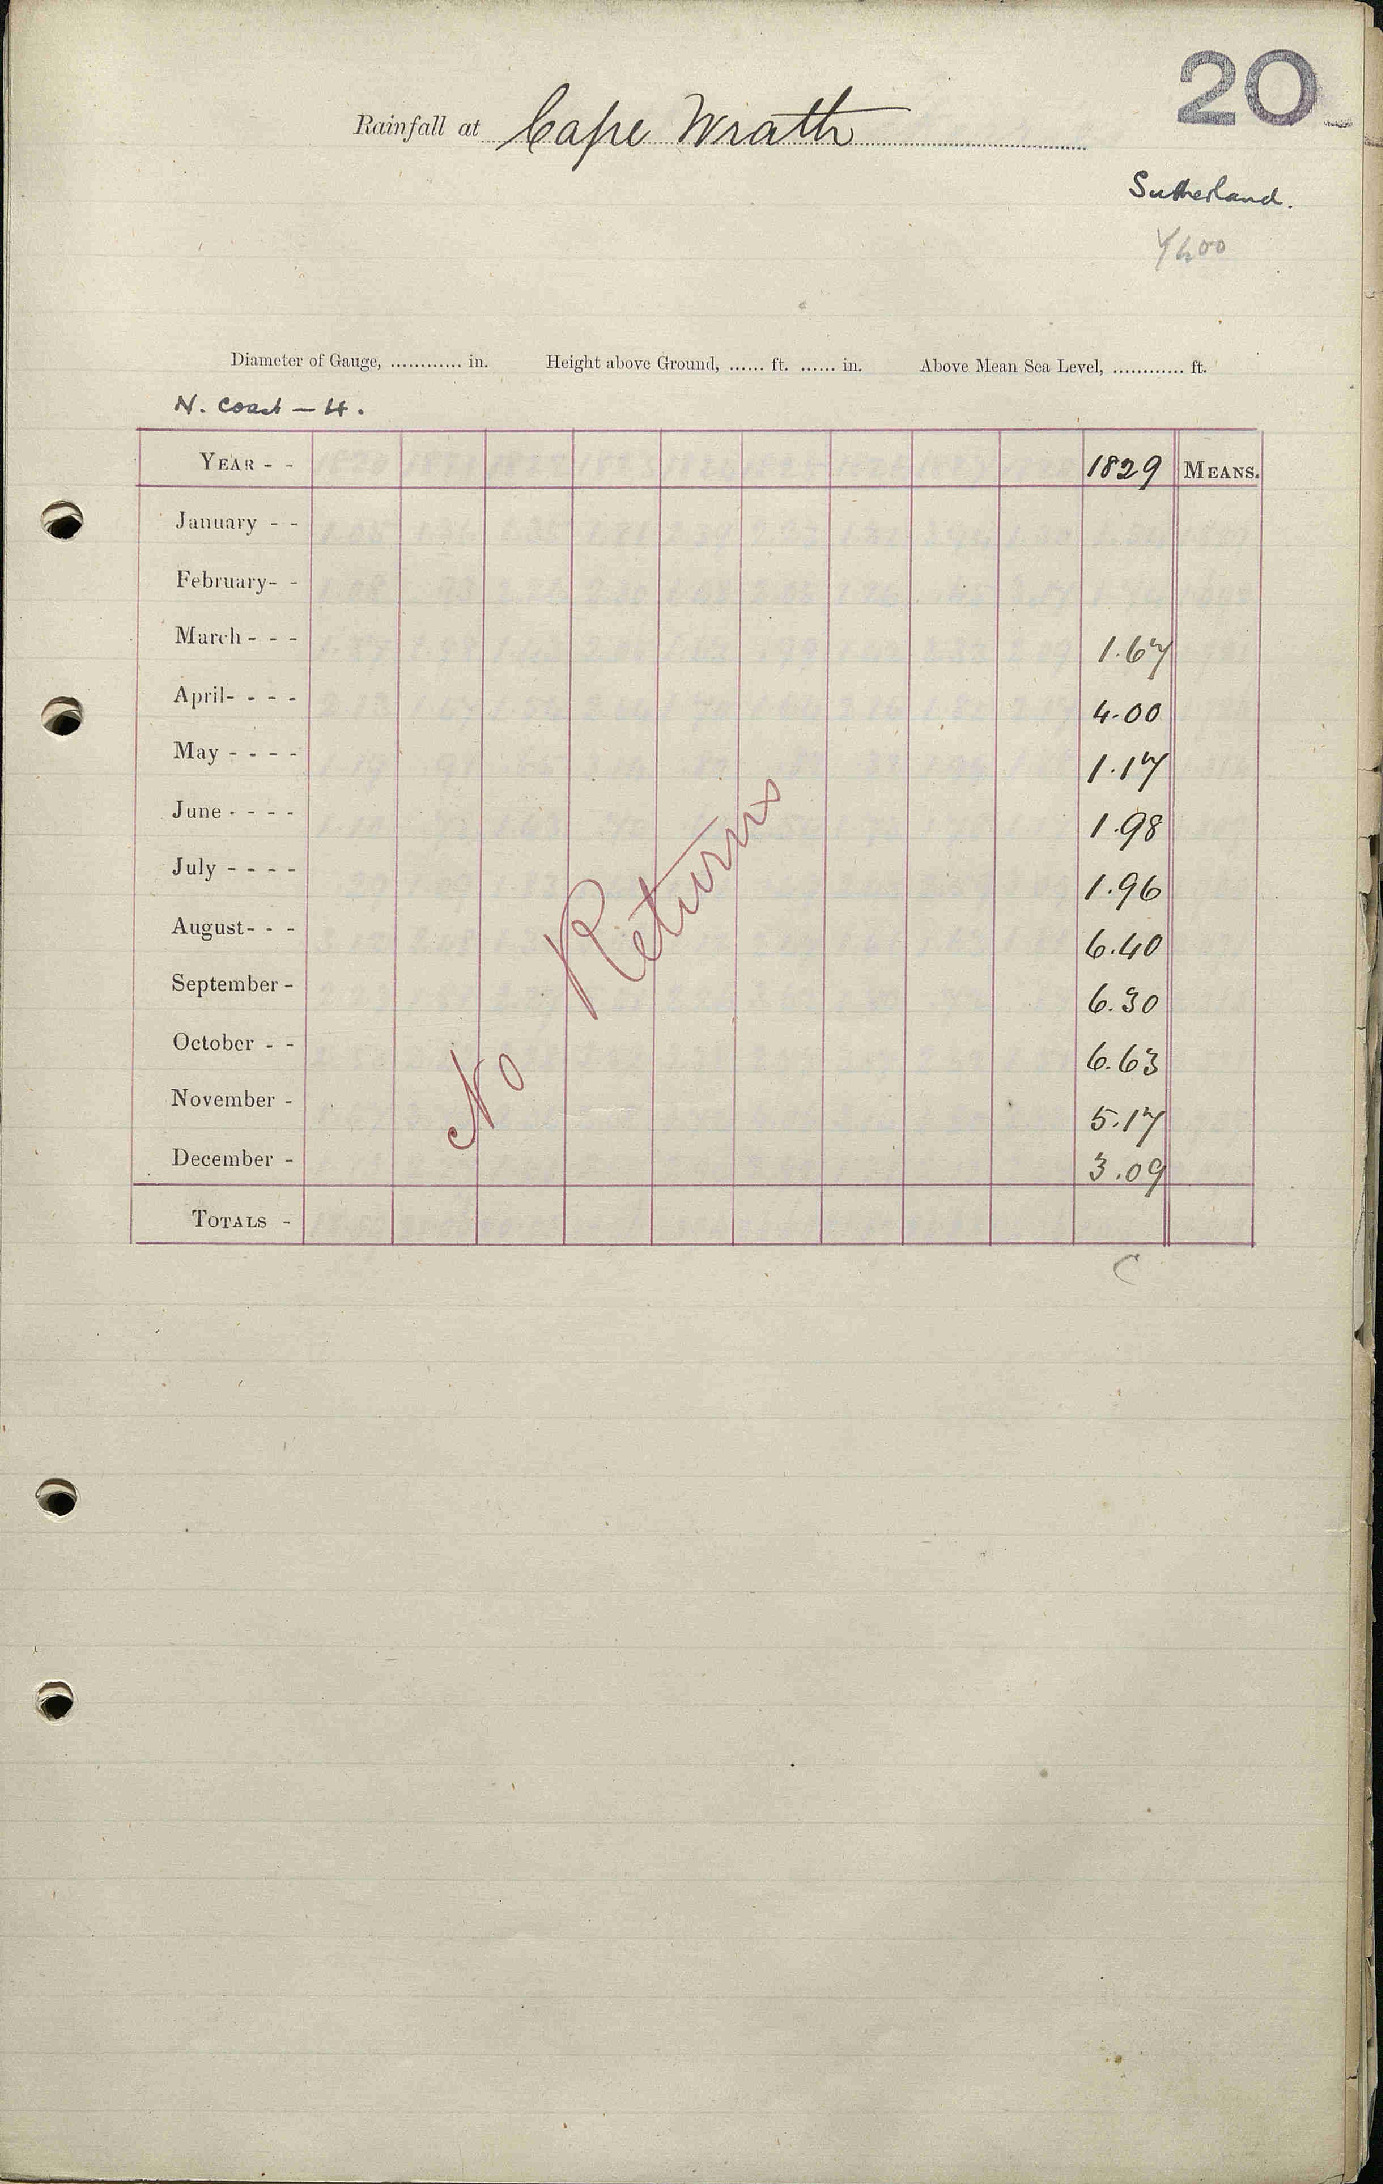 20
Rainfall at Cape Wrath
Sutherland.
Diameter of Gauge, ............ in. Height above Ground, ...... ft. ...... in. Above Mean Sea Level, ............ ft.
N. Coast - 4.
YEAR - - 1829 MEANS.
January - -
February- -
March - - - 1.67
April- - - - 4.00
May - - - - 1.17
June - - - - 1.98
July - - - - 1.96
August- - - 6.40
September - 6.30
October - - 6.63
November - 5.17
December - 3.09
TOTALS -
No Returns
C